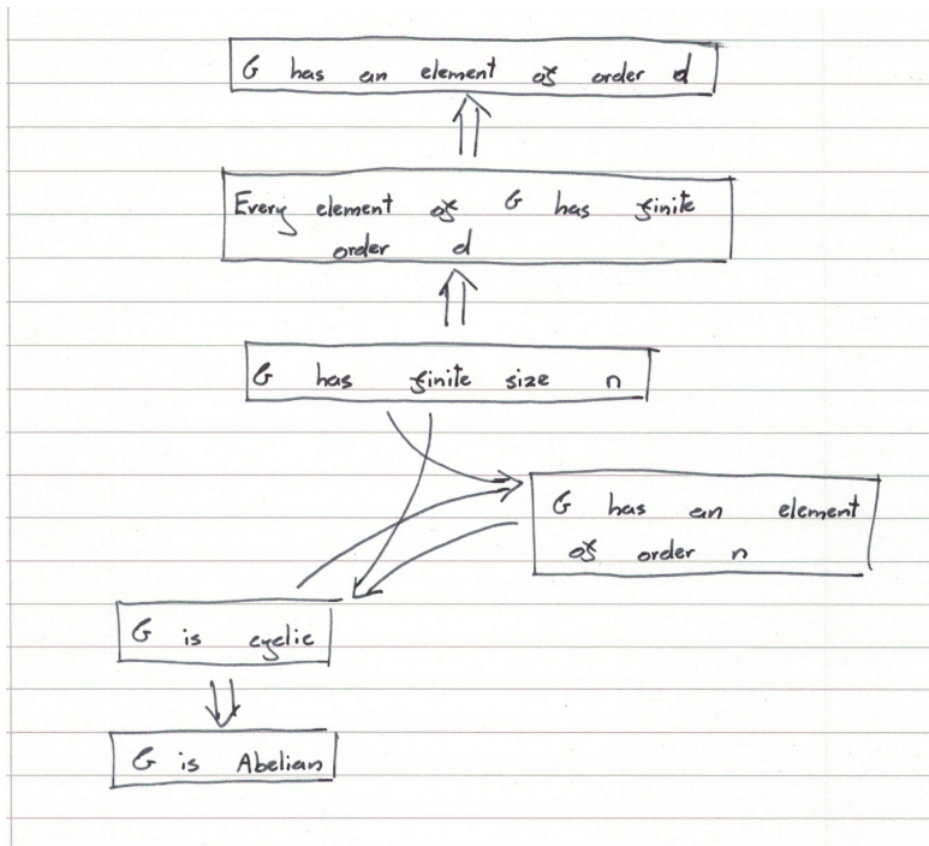 G has an element of order d
Every element of G has finite
order d
G has finite size n
G has an element
of order n
G is cyclic
G is Abelian